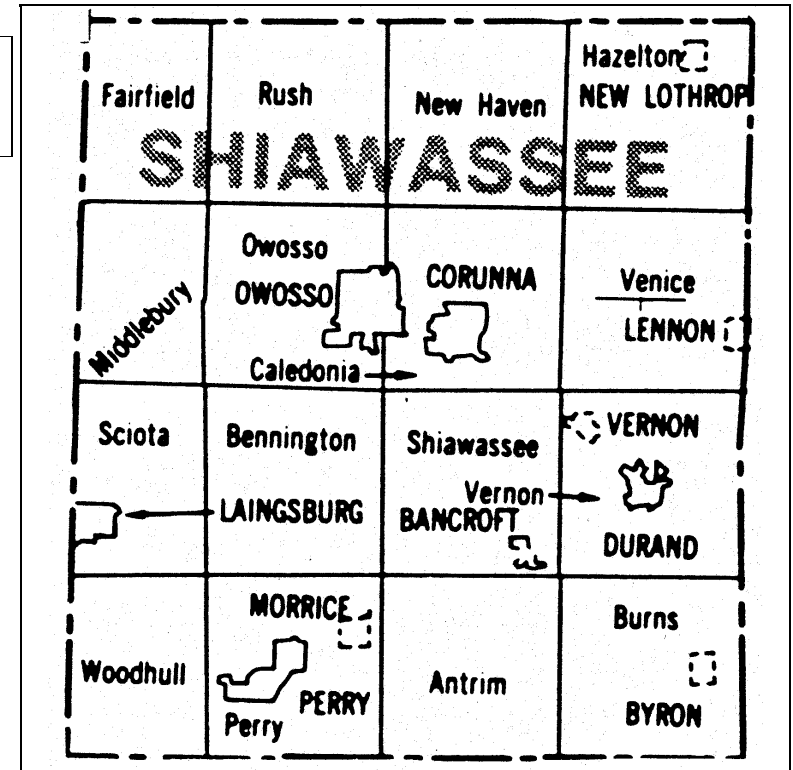 Hazelton
NEW LOTHROP
Fairfield
Rush
New Haven
SHIAWASSEE
Owosso
OWOSSO
CORUNNA
Venice
LENNON
Middlebury
Caledonia
Sciota
Bennington
Shiawassee
VERNON
Vernon
LAINGSBURG
BANCROFT
DURAND
MORRICE
Burns
Woodhull
PERRY
Perry
Antrim
BYRON